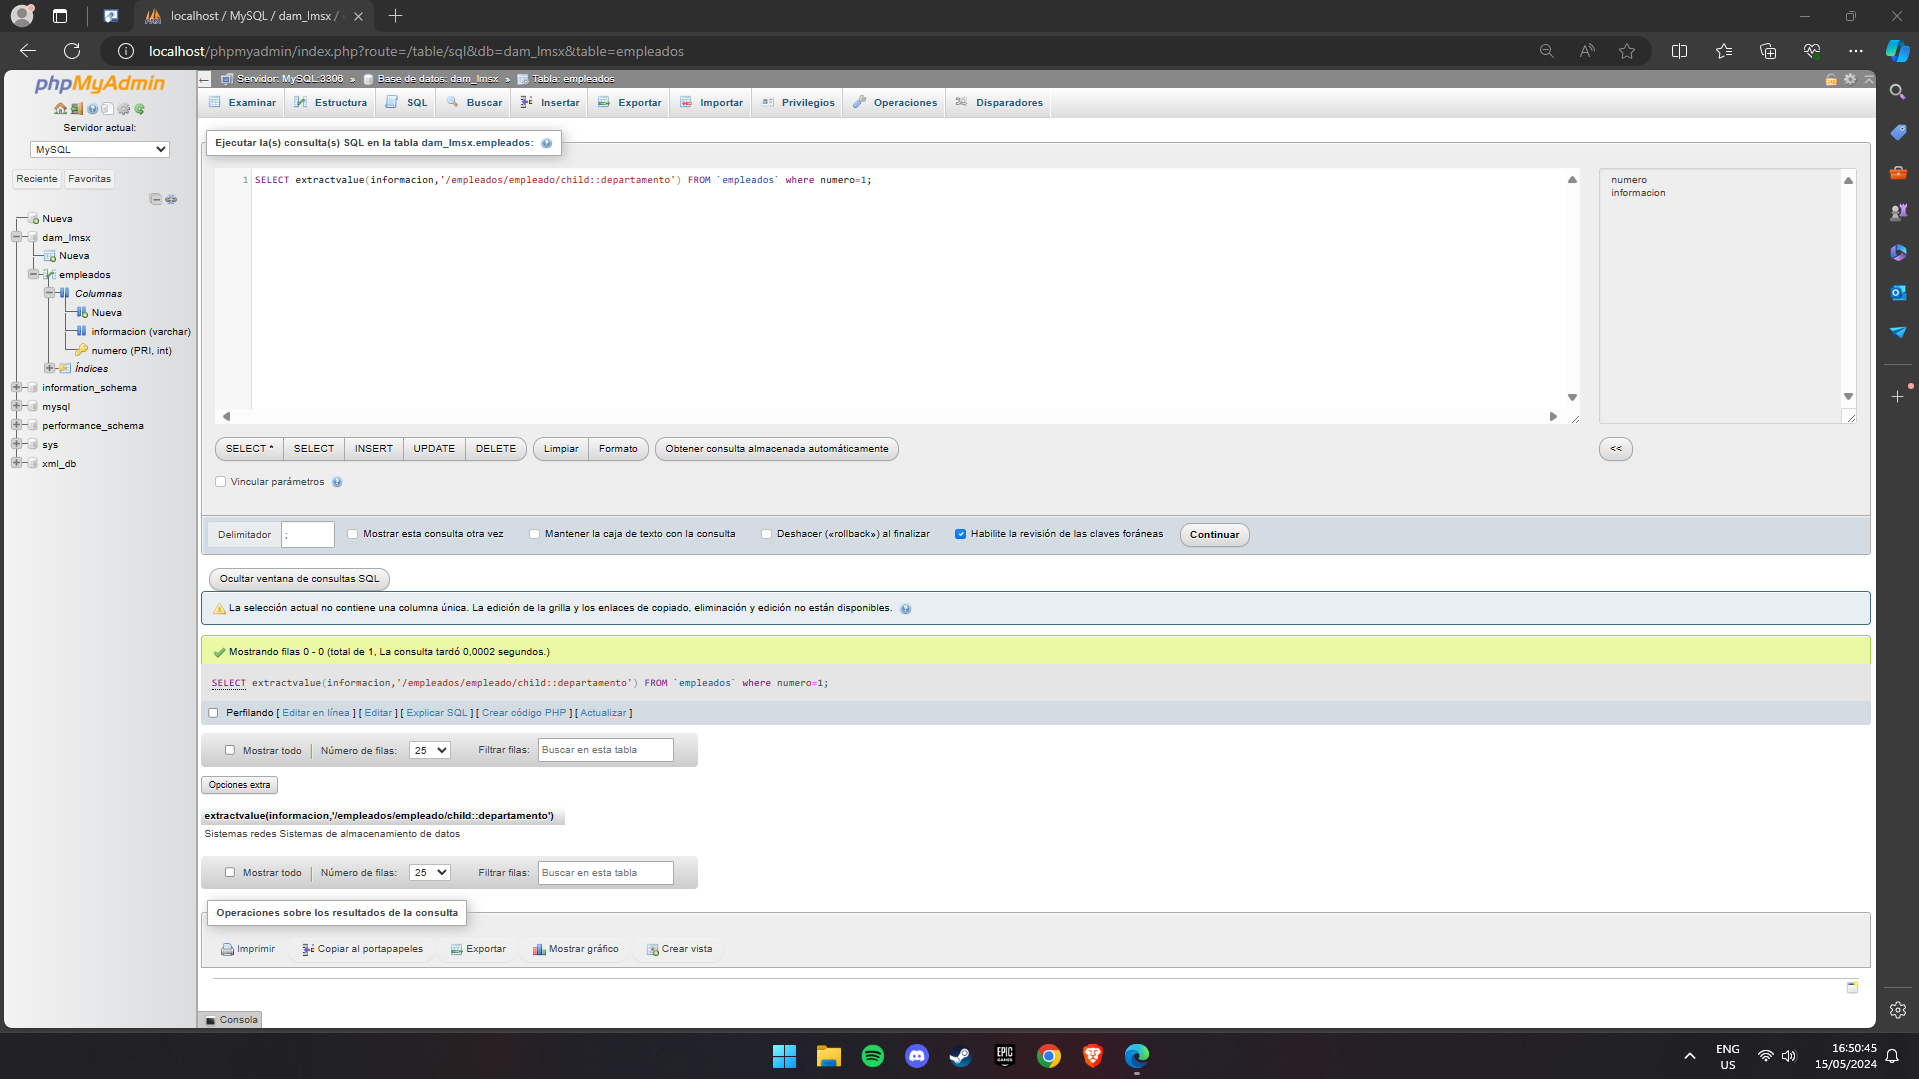 localhost / MySQL / dam_lmsx /
localhost/phpmyadmin/index.php?route=/table/sql&db=dam_lmsx&table=empleados
phpMyAdmin
Servidor actual:
MySQL
Reciente Favoritas
Nueva
dam_lmsx
Nueva
empleados
Columnas
Nueva
informacion (varchar)
numero (PRI, int)
Índices
information_schema
mysql
performance_schema
sys
xml_db
Servidor: MySQL:3306 » Base de datos: dam_lmsx » Tabla: empleados
Examinar Estructura SQL Buscar Insertar Exportar Importar Privilegios Operaciones Disparadores
Ejecutar la(s) consulta(s) SQL en la tabla dam_lmsx.empleados:
1 SELECT extractvalue(informacion,'/empleados/empleado/child::departamento') FROM `empleados` where numero=1;
numero
informacion
SELECT * SELECT INSERT UPDATE DELETE Limpiar Formato Obtener consulta almacenada automáticamente <<
Vincular parámetros
Delimitador ; Mostrar esta consulta otra vez Mantener la caja de texto con la consulta Deshacer («rollback») al finalizar Habilite la revisión de las claves foráneas Continuar
Ocultar ventana de consultas SQL
La selección actual no contiene una columna única. La edición de la grilla y los enlaces de copiado, eliminación y edición no están disponibles.
Mostrando filas 0 - 0 (total de 1, La consulta tardó 0,0002 segundos.)
SELECT extractvalue(informacion,'/empleados/empleado/child::departamento') FROM `empleados` where numero=1;
Perfilando [ Editar en línea ] [ Editar ] [ Explicar SQL ] [ Crear código PHP ] [ Actualizar ]
Mostrar todo Número de filas: 25 Filtrar filas: Buscar en esta tabla
Opciones extra
extractvalue(informacion,'/empleados/empleado/child::departamento')
Sistemas redes Sistemas de almacenamiento de datos
Mostrar todo Número de filas: 25 Filtrar filas: Buscar en esta tabla
Operaciones sobre los resultados de la consulta
Imprimir Copiar al portapapeles Exportar Mostrar gráfico Crear vista
Consola
EPIC
GAMES
ENG
US
16:50:45
15/05/2024